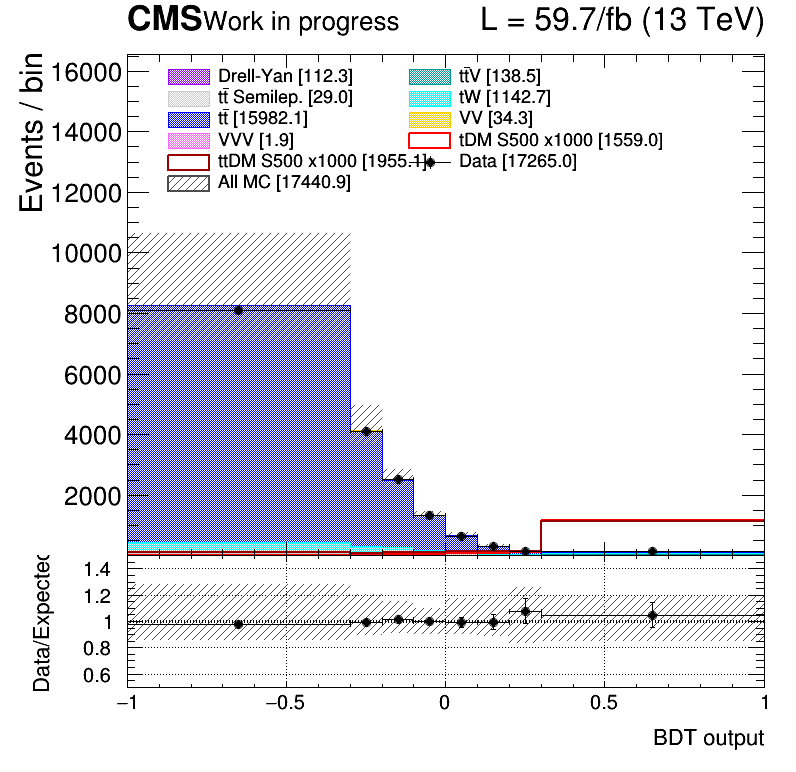 CMS Work in progress L = 59.7/fb (13 TeV)
Events / bin
16000
14000
12000
10000
8000
6000
4000
2000
Drell-Yan [112.3] tt̄V [138.5]
tt̄ Semilep. [29.0] tW [1142.7]
tt̄ [15982.1] VV [34.3]
VVV [1.9] tDM S500 x1000 [1559.0]
ttDM S500 x1000 [1955.1] Data [17265.0]
All MC [17440.9]
Data/Expected
1.4
1.2
1
0.8
0.6
−1 −0.5 0 0.5 1
BDT output